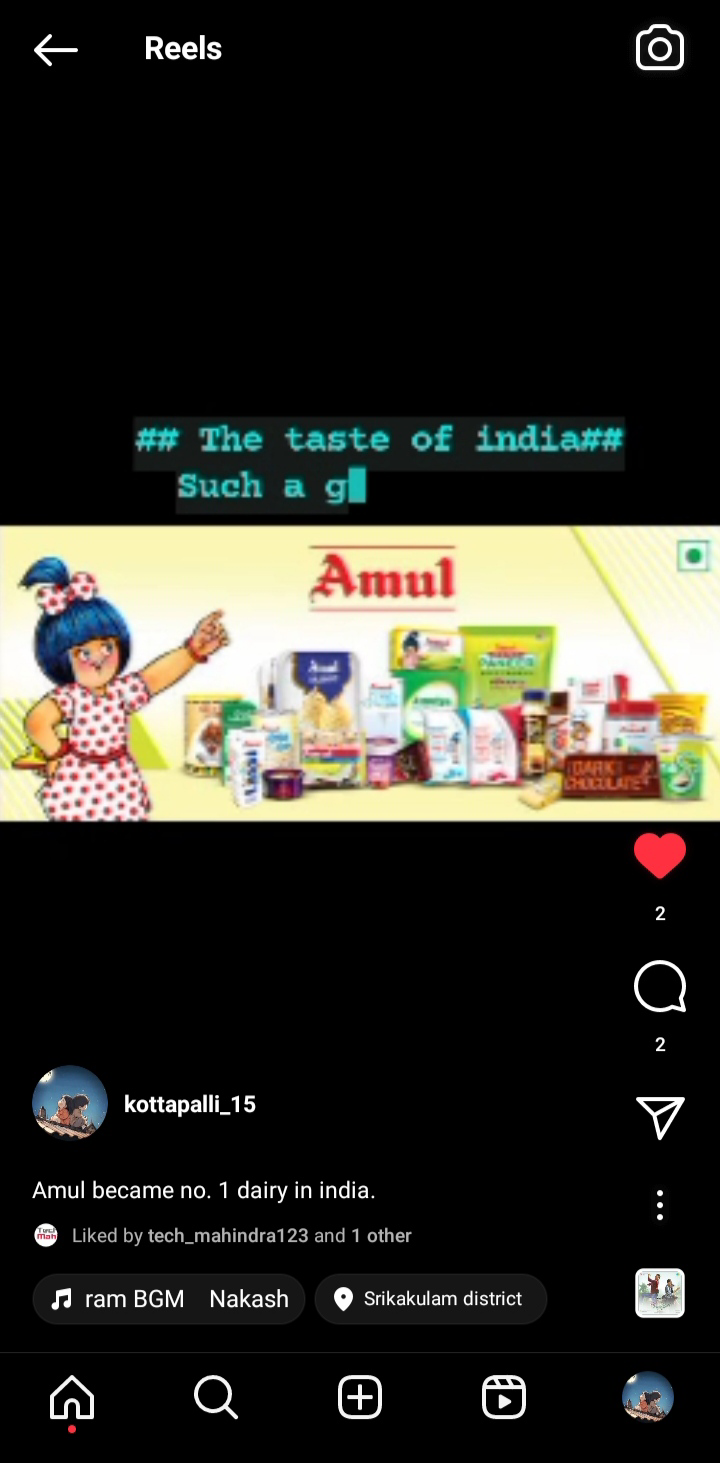 Reels
## The taste of india##
Such a g
Amul
Amul
DARK
CHOCOLATE
2
2
kottapalli_15
Amul became no. 1 dairy in india.
Liked by tech_mahindra123 and 1 other
ram BGM Nakash
Srikakulam district